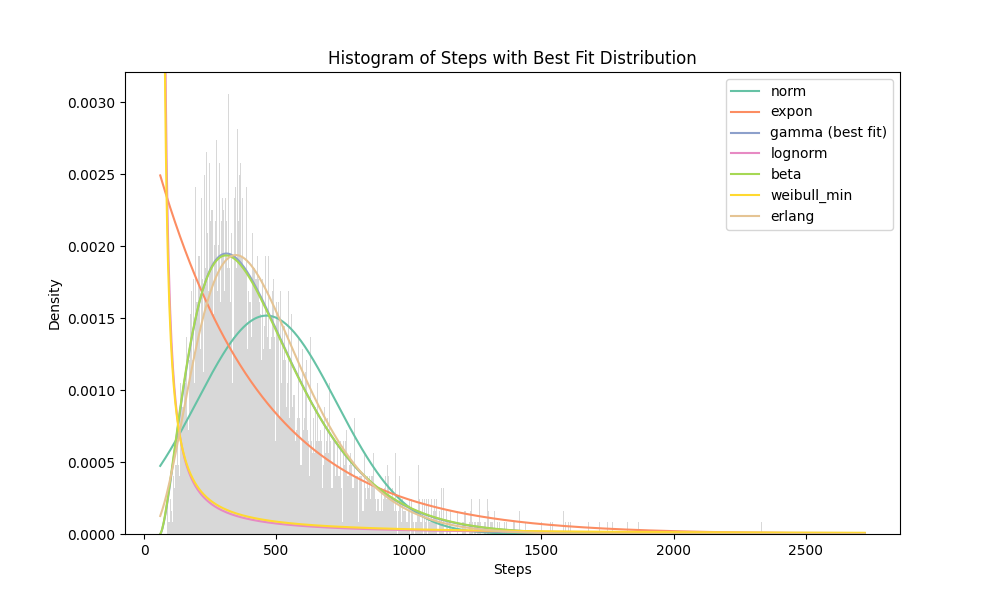 Histogram of Steps with Best Fit Distribution
norm
expon
gamma (best fit)
lognorm
beta
weibull_min
erlang
Density
0.0030
0.0025
0.0020
0.0015
0.0010
0.0005
0.0000
0 500 1000 1500 2000 2500
Steps